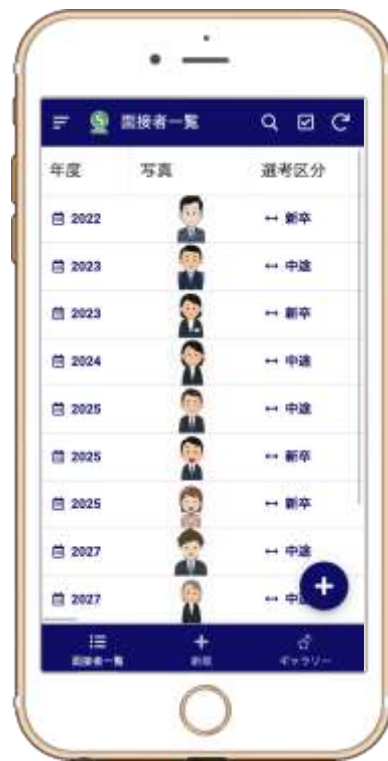 面接者一覧
年度 写真 選考区分
2022 新卒
2023 中途
2023 新卒
2024 中途
2025 中途
2025 新卒
2025 新卒
2027 中途
2027 中
面接者一覧 新規 ギャラリー